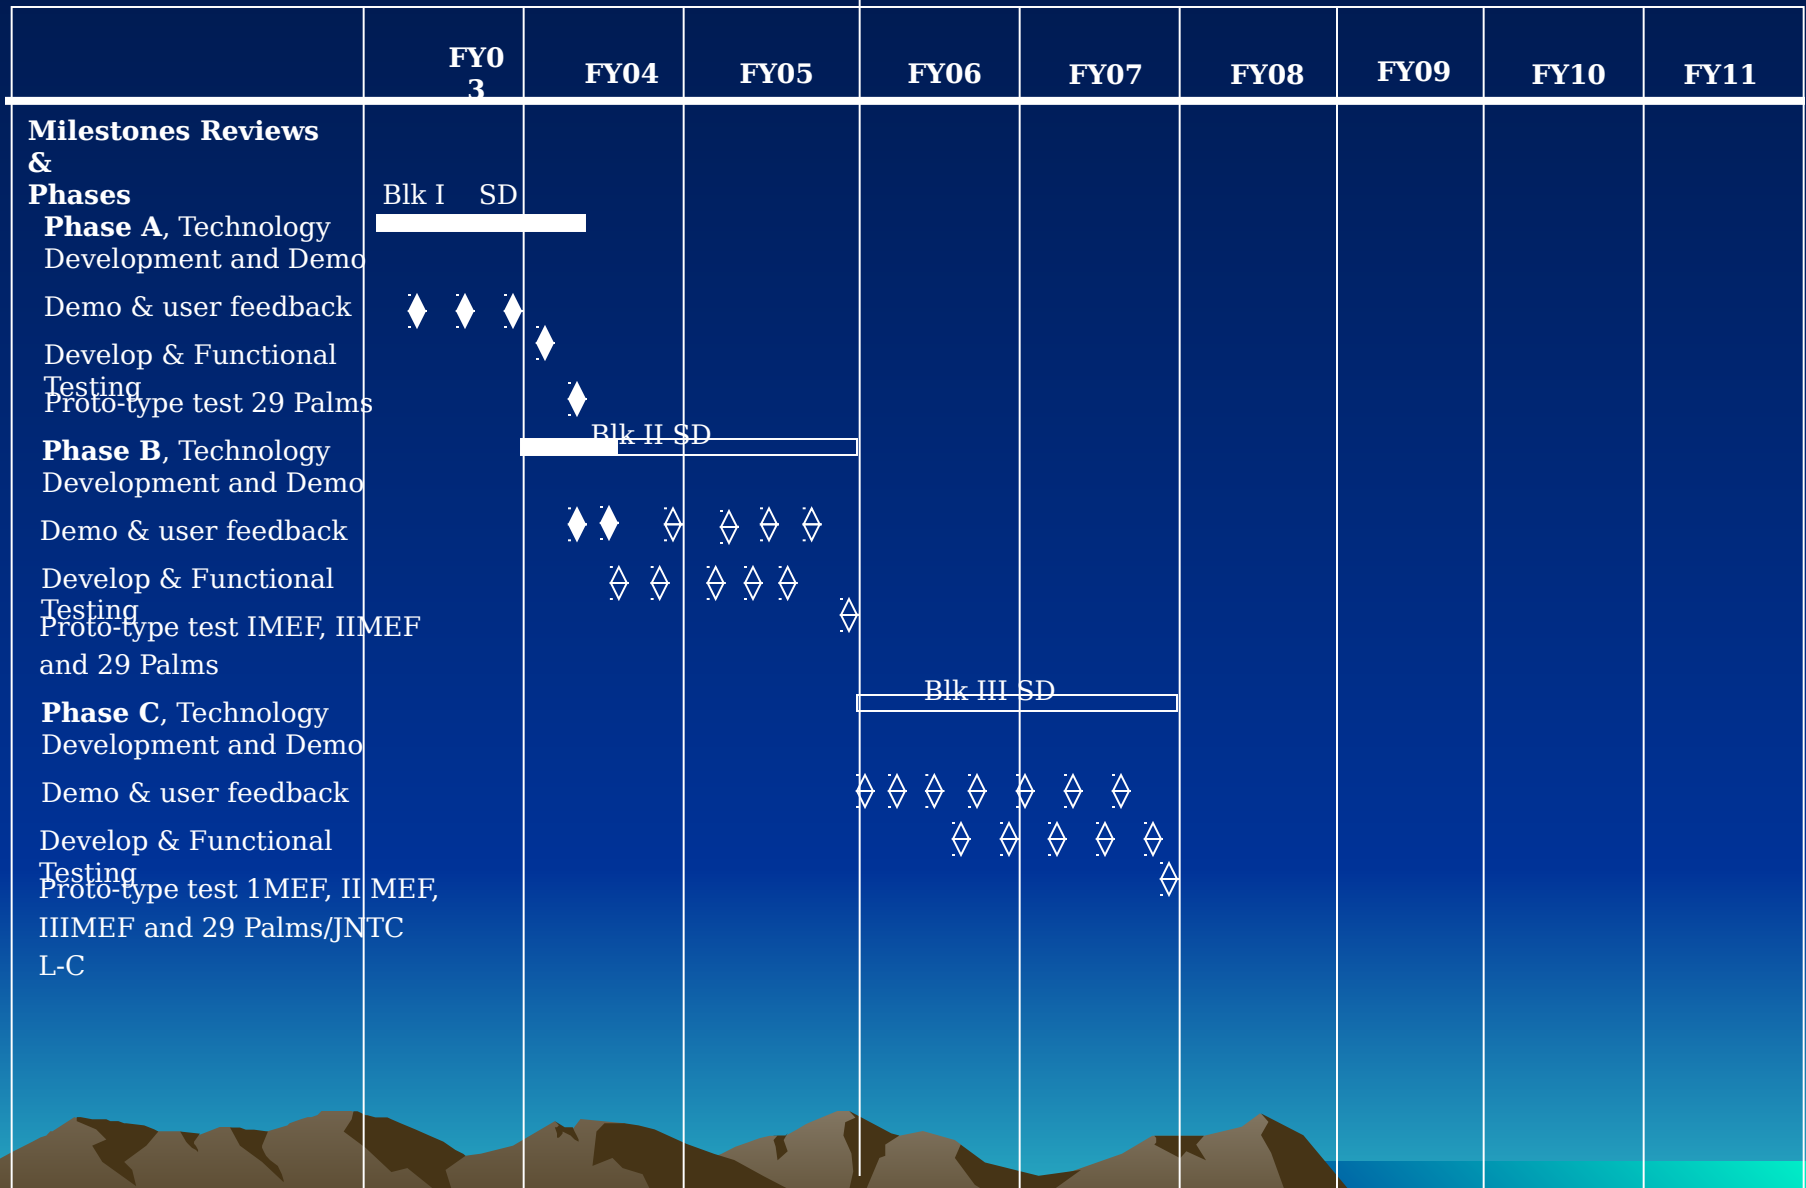 FY0
3
FY04
FY05
FY06
FY07
FY08
FY09
FY10
FY11
Milestones Reviews
&
Phases
Blk I    SD
Phase A, Technology
Development and Demo
Demo & user feedback
Develop & Functional
Testing
Proto-type test 29 Palms
Blk II SD
Phase B, Technology
Development and Demo
Demo & user feedback
Develop & Functional
Testing
Proto-type test IMEF, IIMEF
and 29 Palms
Blk III SD
Phase C, Technology
Development and Demo
Demo & user feedback
Develop & Functional
Testing
Proto-type test 1MEF, II MEF,
IIIMEF and 29 Palms/JNTC
L-C